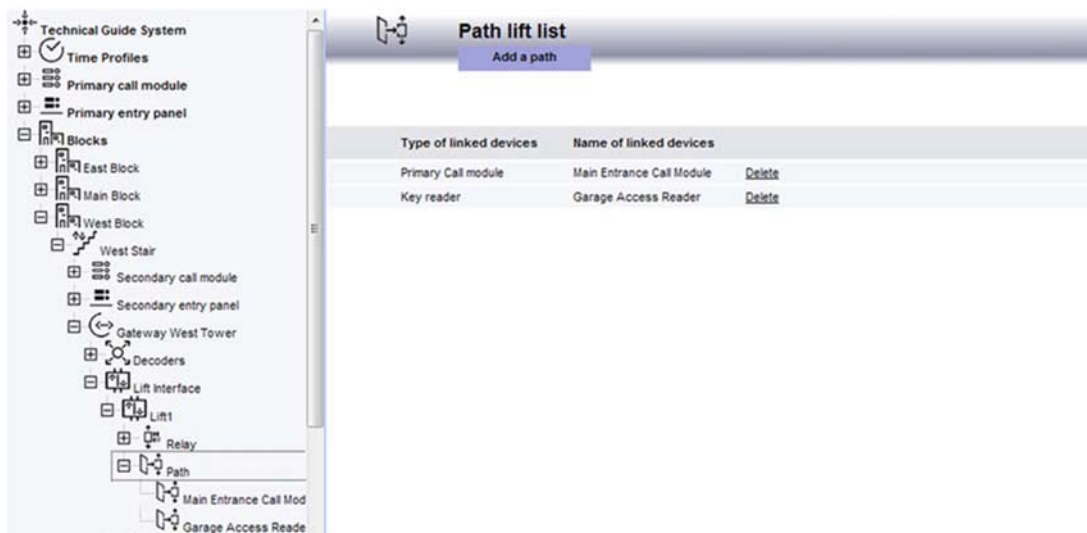 Technical Guide System
Time Profiles
Primary call module
Primary entry panel
Blocks
East Block
Main Block
West Block
West Stair
Secondary call module
Secondary entry panel
Gateway West Tower
Decoders
Lift Interface
Lift1
Relay
Path
Main Entrance Call Mod
Garage Access Reade
Path lift list
Add a path
Type of linked devices Name of linked devices
Primary Call module Main Entrance Call Module Delete
Key reader Garage Access Reader Delete